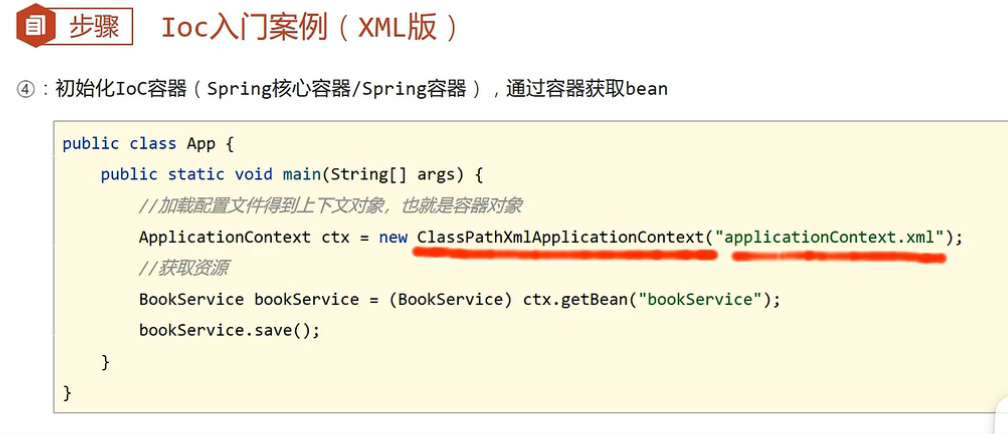 步骤 Ioc入门案例（XML版）
④：初始化IoC容器（Spring核心容器/Spring容器），通过容器获取bean
public class App {
public static void main(String[] args) {
//加载配置文件得到上下文对象，也就是容器对象
ApplicationContext ctx = new ClassPathXmlApplicationContext("applicationContext.xml");
//获取资源
BookService bookService = (BookService) ctx.getBean("bookService");
bookService.save();
}
}